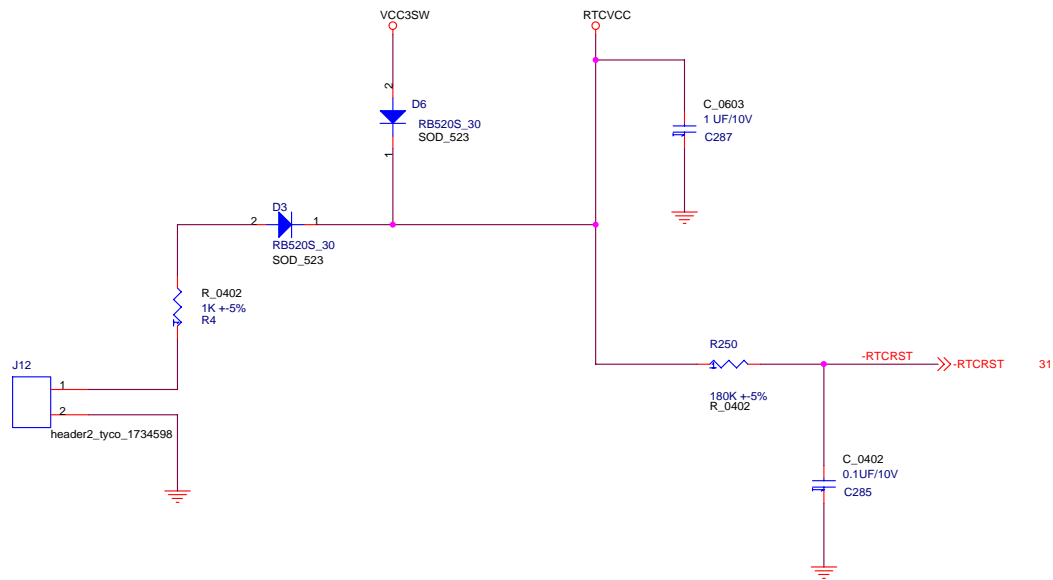 VCC3SW
RTCVCC
2
D6
RB520S_30
SOD_523
1
C_0603
1 UF/10V
C287
D3
2
1
RB520S_30
SOD_523
R_0402
1K +-5%
R4
J12
1
2
header2_tyco_1734598
R250
180K +-5%
R_0402
-RTCRST
-RTCRST
31
C_0402
0.1UF/10V
C285